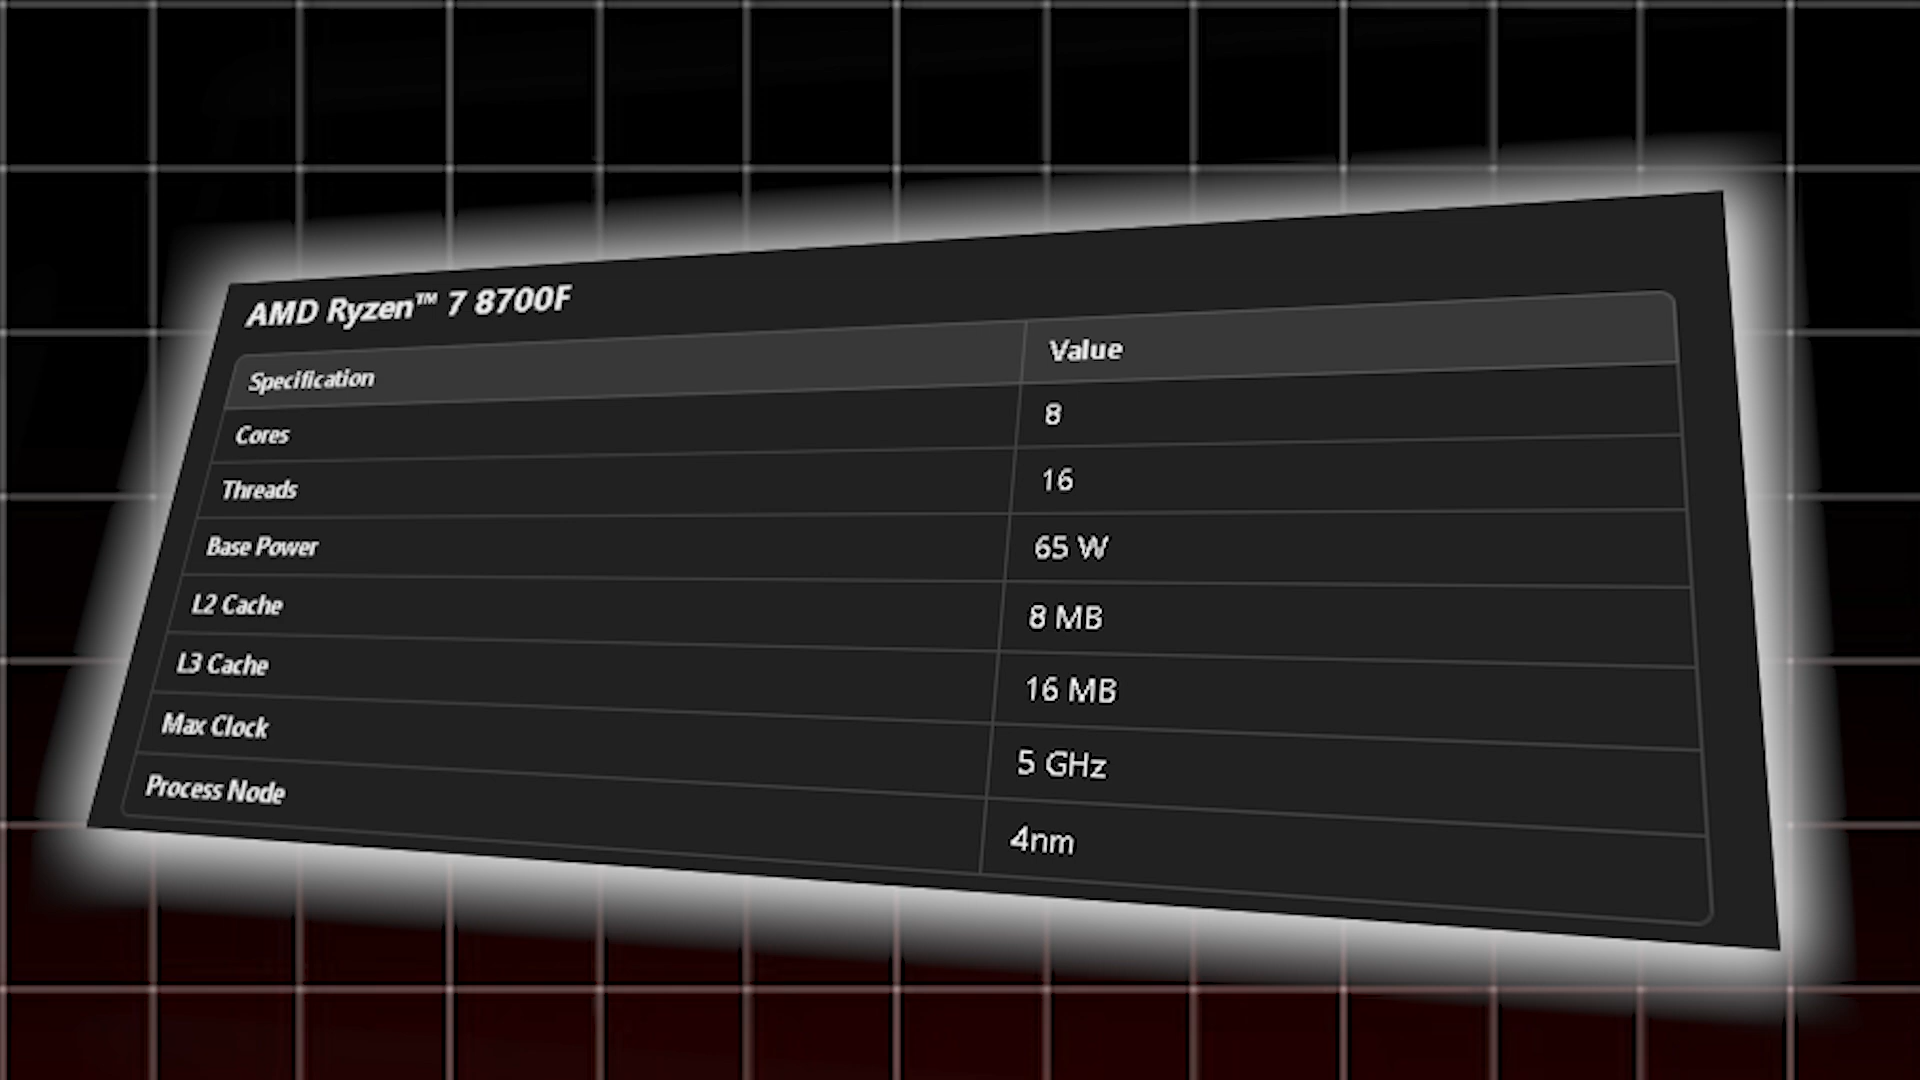 AMD Ryzen™ 7 8700F
Specification Value
Cores 8
Threads 16
Base Power 65 W
L2 Cache 8 MB
L3 Cache 16 MB
Max Clock 5 GHz
Process Node 4nm